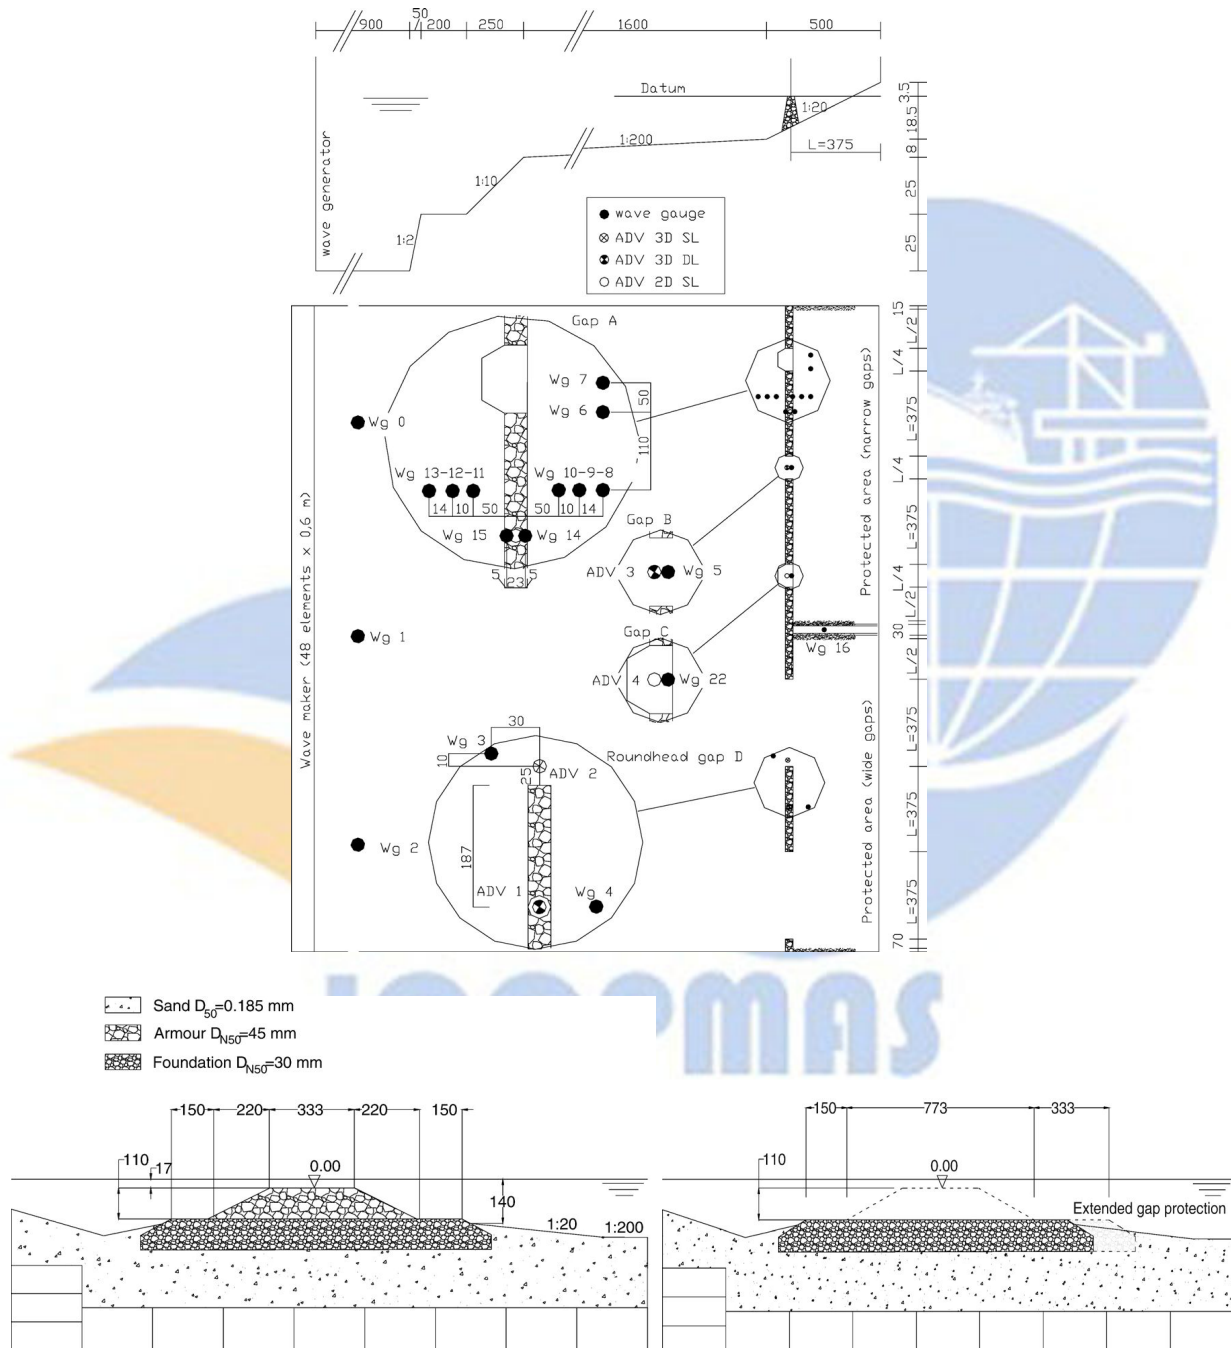 900
50
200
250
1600
500
Datum
1:20
1:200
L=375
1:10
1:2
wave generator
3.5
18.5
8
25
25
wave gauge
ADV 3D SL
ADV 3D DL
ADV 2D SL
Gap A
Wg 7
50
Wg 6
110
Wg 0
Wg 13-12-11
Wg 10-9-8
14 10 50 50 10 14
Wg 15
Wg 14
5 23 5
Gap B
ADV 3
Wg 5
Wg 1
Gap C
ADV 4
Wg 22
Wg 16
30
Wg 3
10
25
ADV 2
Roundhead gap D
Wg 2
187
ADV 1
Wg 4
Wave maker (48 elements x 0.6 m)
Protected area (narrow gaps)
Protected area (wide gaps)
15
L/2
L/4
L=375
L/4
L=375
L/4
L/2
30
L/2
L=375
L=375
L=375
70
IOOPMAS
Sand D50=0.185 mm
Armour DN50=45 mm
Foundation DN50=30 mm
150 220 333 220 150
110
17
0.00
140
1:20
1:200
150 773 333
110
0.00
Extended gap protection